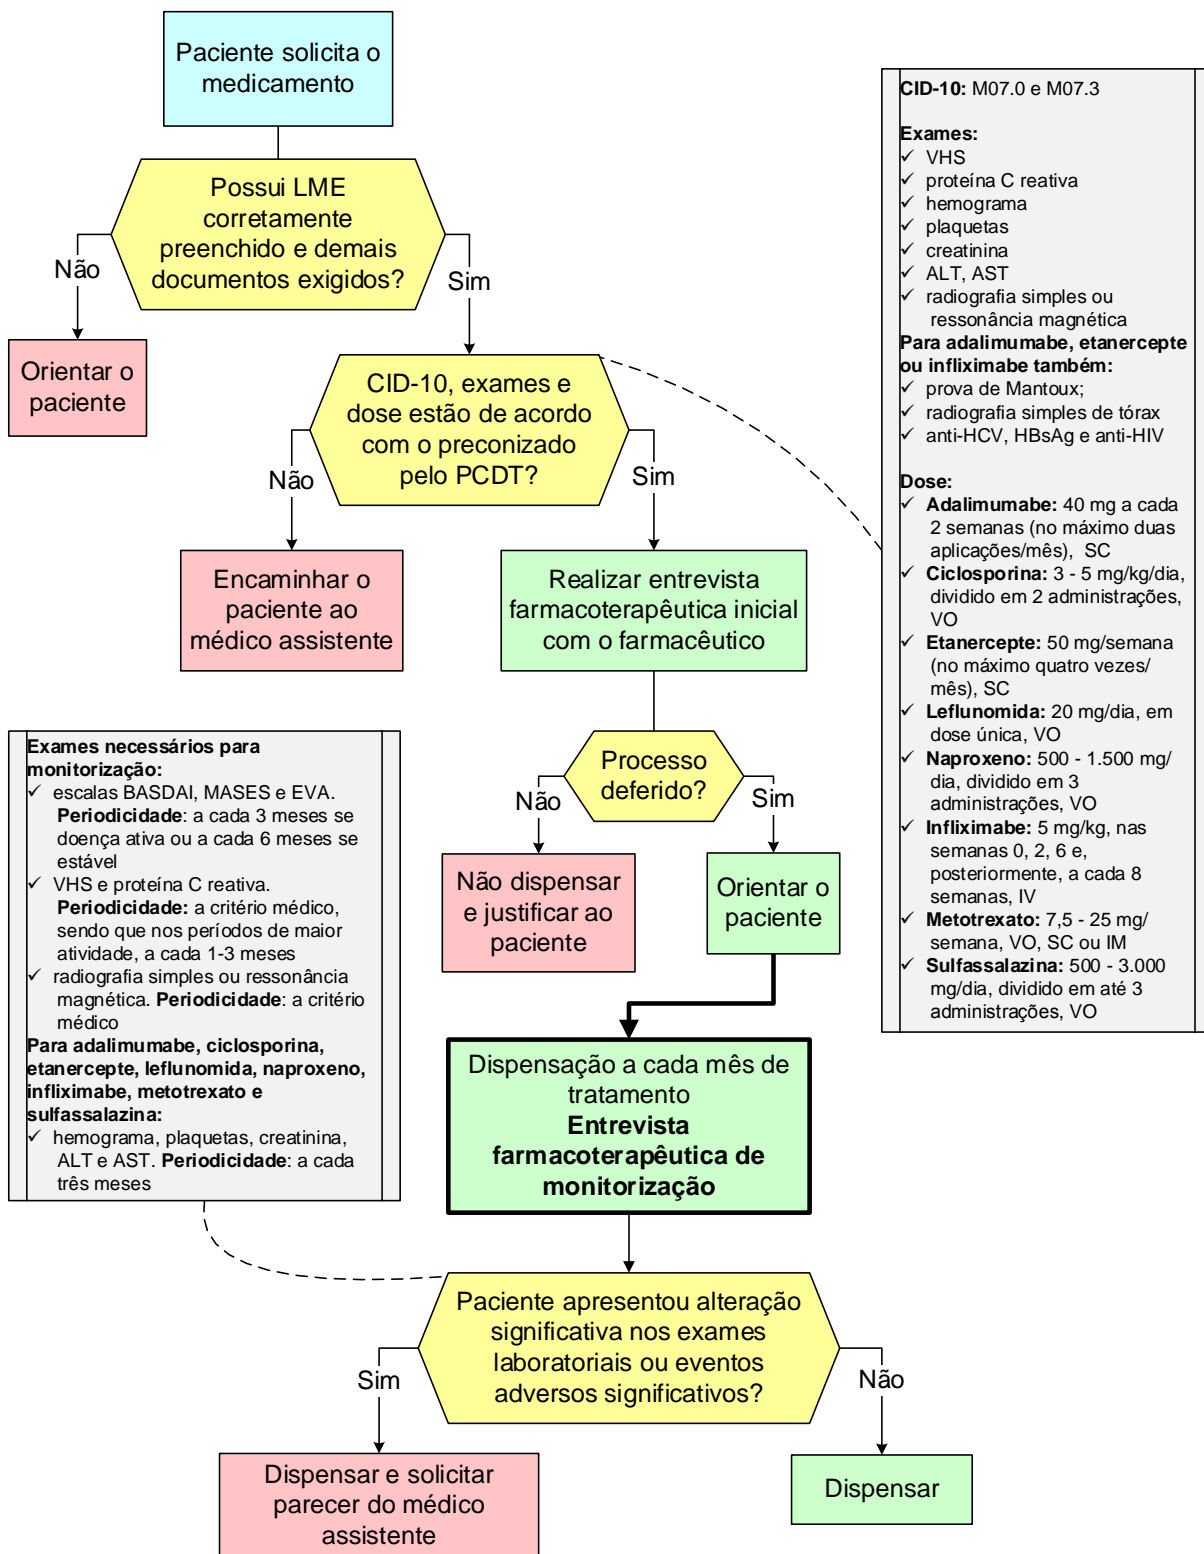 Paciente solicita o
medicamento
Possui LME
corretamente
preenchido e demais
documentos exigidos?
Não
Sim
Orientar o
paciente
CID-10, exames e
dose estão de acordo
com o preconizado
pelo PCDT?
Não
Sim
Encaminhar o
paciente ao
médico assistente
Realizar entrevista
farmacoterapêutica inicial
com o farmacêutico
Processo
deferido?
Não
Sim
Não dispensar
e justificar ao
paciente
Orientar o
paciente
Dispensação a cada mês de
tratamento
Entrevista
farmacoterapêutica de
monitorização
Paciente apresentou alteração
significativa nos exames
laboratoriais ou eventos
adversos significativos?
Sim
Não
Dispensar e solicitar
parecer do médico
assistente
Dispensar
CID-10: M07.0 e M07.3
Exames:
✓ VHS
✓ proteína C reativa
✓ hemograma
✓ plaquetas
✓ creatinina
✓ ALT, AST
✓ radiografia simples ou
ressonância magnética
Para adalimumabe, etanercepte
ou infliximabe também:
✓ prova de Mantoux;
✓ radiografia simples de tórax
✓ anti-HCV, HBsAg e anti-HIV
Dose:
✓ Adalimumabe: 40 mg a cada
2 semanas (no máximo duas
aplicações/mês), SC
✓ Ciclosporina: 3 - 5 mg/kg/dia,
dividido em 2 administrações,
VO
✓ Etanercepte: 50 mg/semana
(no máximo quatro vezes/
mês), SC
✓ Leflunomida: 20 mg/dia, em
dose única, VO
✓ Naproxeno: 500 - 1.500 mg/
dia, dividido em 3
administrações, VO
✓ Infliximabe: 5 mg/kg, nas
semanas 0, 2, 6 e,
posteriormente, a cada 8
semanas, IV
✓ Metotrexato: 7,5 - 25 mg/
semana, VO, SC ou IM
✓ Sulfassalazina: 500 - 3.000
mg/dia, dividido em até 3
administrações, VO
Exames necessários para
monitorização:
✓ escalas BASDAI, MASES e EVA.
Periodicidade: a cada 3 meses se
doença ativa ou a cada 6 meses se
estável
✓ VHS e proteína C reativa.
Periodicidade: a critério médico,
sendo que nos períodos de maior
atividade, a cada 1-3 meses
✓ radiografia simples ou ressonância
magnética. Periodicidade: a critério
médico
Para adalimumabe, ciclosporina,
etanercepte, leflunomida, naproxeno,
infliximabe, metotrexato e
sulfassalazina:
✓ hemograma, plaquetas, creatinina,
ALT e AST. Periodicidade: a cada
três meses